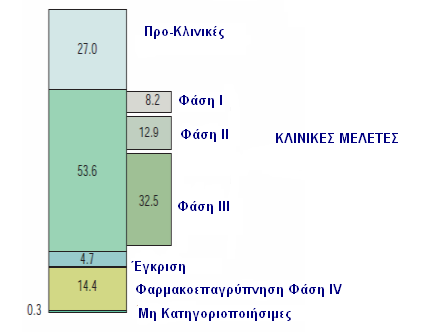 Προ-Κλινικές
27.0
8.2
Φάση I
12.9
Φάση II
ΚΛΙΝΙΚΕΣ ΜΕΛΕΤΕΣ
53.6
32.5
Φάση III
4.7
Έγκριση
14.4
Φαρμακοεπαγρύπνηση Φάση IV
0.3
Μη Κατηγοριοποιήσιμες